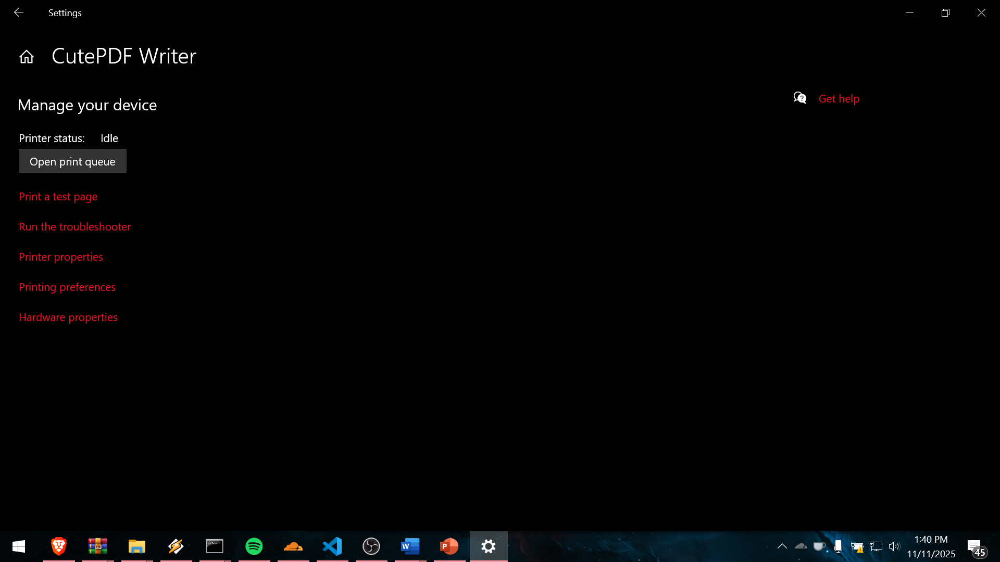 Settings
CutePDF Writer
Manage your device
Get help
Printer status: Idle
Open print queue
Print a test page
Run the troubleshooter
Printer properties
Printing preferences
Hardware properties
1:40 PM
11/11/2025
45